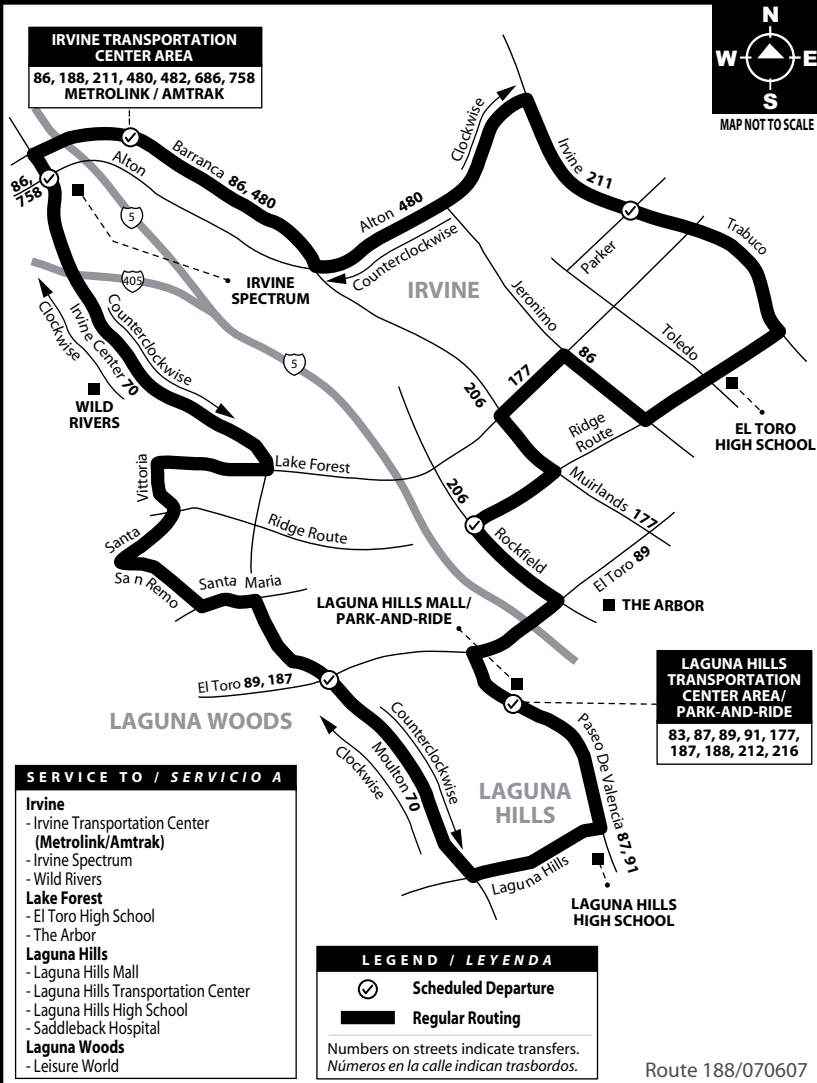 IRVINE TRANSPORTATION
CENTER AREA
86, 188, 211, 480, 482, 686, 758
METROLINK / AMTRAK
N
W
E
S
MAP NOT TO SCALE
Clockwise
Irvine 211
Barranca 86, 480
Alton
86,
758
5
Alton 480
Counterclockwise
Parker
Trabuco
405
IRVINE
SPECTRUM
IRVINE
Jeronimo
Clockwise
Irvine Center 70
Counterclockwise
5
Toledo
86
177
206
WILD
RIVERS
EL TORO
HIGH SCHOOL
Ridge
Route
Lake Forest
Vittoria
Muirlands 177
206
Ridge Route
Rockfield
Santa
Sa n Remo
Santa Maria
El Toro 89
LAGUNA HILLS MALL/
PARK-AND-RIDE
THE ARBOR
El Toro 89, 187
LAGUNA WOODS
LAGUNA HILLS
TRANSPORTATION
CENTER AREA/
PARK-AND-RIDE
83, 87, 89, 91, 177,
187, 188, 212, 216
Counterclockwise
Clockwise
Moulton 70
Paseo De Valencia 87, 91
LAGUNA
HILLS
Laguna Hills
LAGUNA HILLS
HIGH SCHOOL
SERVICE TO / SERVICIO A
Irvine
- Irvine Transportation Center
(Metrolink/Amtrak)
- Irvine Spectrum
- Wild Rivers
Lake Forest
- El Toro High School
- The Arbor
Laguna Hills
- Laguna Hills Mall
- Laguna Hills Transportation Center
- Laguna Hills High School
- Saddleback Hospital
Laguna Woods
- Leisure World
LEGEND / LEYENDA
Scheduled Departure
Regular Routing
Numbers on streets indicate transfers.
Números en la calle indican trasbordos.
Route 188/070607